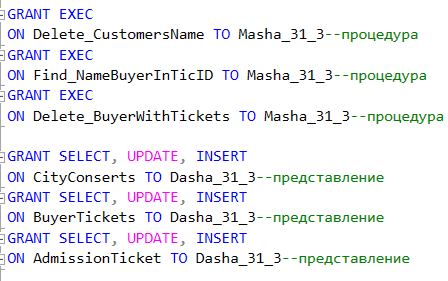 GRANT EXEC
ON Delete_CustomersName TO Masha_31_3--процедура
GRANT EXEC
ON Find_NameBuyerInTicID TO Masha_31_3--процедура
GRANT EXEC
ON Delete_BuyerWithTickets TO Masha_31_3--процедура
GRANT SELECT, UPDATE, INSERT
ON CityConserts TO Dasha_31_3--представление
GRANT SELECT, UPDATE, INSERT
ON BuyerTickets TO Dasha_31_3--представление
GRANT SELECT, UPDATE, INSERT
ON AdmissionTicket TO Dasha_31_3--представление